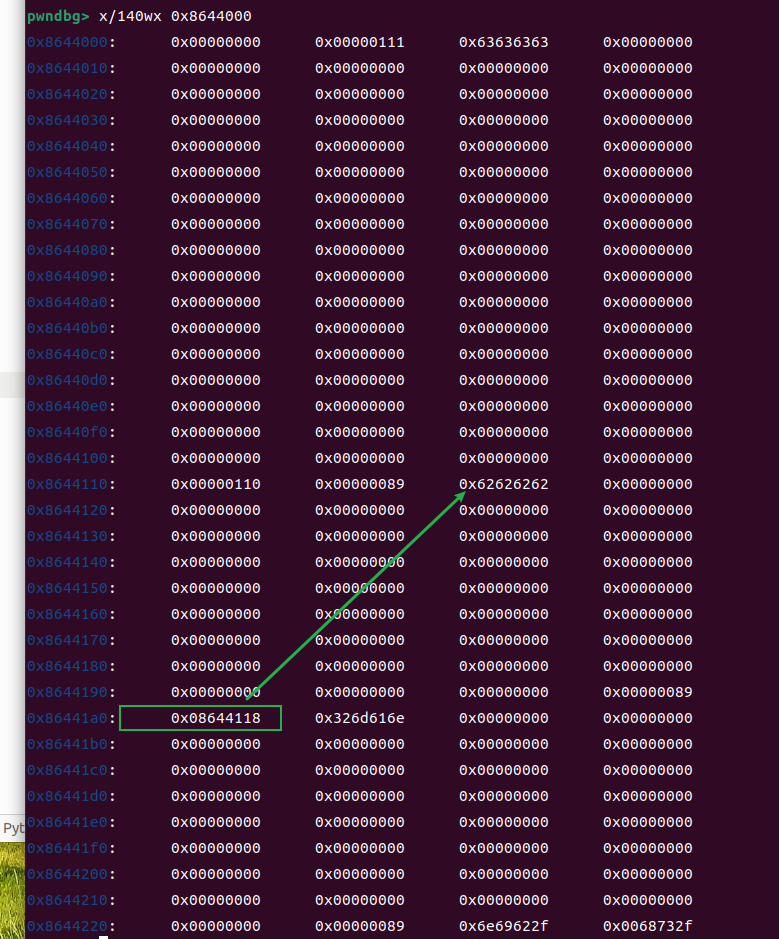 pwndbg> x/140wx 0x8644000
0x8644000: 0x00000000 0x00000111 0x63636363 0x00000000
0x8644010: 0x00000000 0x00000000 0x00000000 0x00000000
0x8644020: 0x00000000 0x00000000 0x00000000 0x00000000
0x8644030: 0x00000000 0x00000000 0x00000000 0x00000000
0x8644040: 0x00000000 0x00000000 0x00000000 0x00000000
0x8644050: 0x00000000 0x00000000 0x00000000 0x00000000
0x8644060: 0x00000000 0x00000000 0x00000000 0x00000000
0x8644070: 0x00000000 0x00000000 0x00000000 0x00000000
0x8644080: 0x00000000 0x00000000 0x00000000 0x00000000
0x8644090: 0x00000000 0x00000000 0x00000000 0x00000000
0x86440a0: 0x00000000 0x00000000 0x00000000 0x00000000
0x86440b0: 0x00000000 0x00000000 0x00000000 0x00000000
0x86440c0: 0x00000000 0x00000000 0x00000000 0x00000000
0x86440d0: 0x00000000 0x00000000 0x00000000 0x00000000
0x86440e0: 0x00000000 0x00000000 0x00000000 0x00000000
0x86440f0: 0x00000000 0x00000000 0x00000000 0x00000000
0x8644100: 0x00000000 0x00000000 0x00000000 0x00000000
0x8644110: 0x00000110 0x00000089 0x62626262 0x00000000
0x8644120: 0x00000000 0x00000000 0x00000000 0x00000000
0x8644130: 0x00000000 0x00000000 0x00000000 0x00000000
0x8644140: 0x00000000 0x00000000 0x00000000 0x00000000
0x8644150: 0x00000000 0x00000000 0x00000000 0x00000000
0x8644160: 0x00000000 0x00000000 0x00000000 0x00000000
0x8644170: 0x00000000 0x00000000 0x00000000 0x00000000
0x8644180: 0x00000000 0x00000000 0x00000000 0x00000000
0x8644190: 0x00000000 0x00000000 0x00000000 0x00000089
0x86441a0: 0x08644118 0x326d616e 0x00000000 0x00000000
0x86441b0: 0x00000000 0x00000000 0x00000000 0x00000000
0x86441c0: 0x00000000 0x00000000 0x00000000 0x00000000
0x86441d0: 0x00000000 0x00000000 0x00000000 0x00000000
0x86441e0: 0x00000000 0x00000000 0x00000000 0x00000000
Pyt
0x86441f0: 0x00000000 0x00000000 0x00000000 0x00000000
0x8644200: 0x00000000 0x00000000 0x00000000 0x00000000
0x8644210: 0x00000000 0x00000000 0x00000000 0x00000000
0x8644220: 0x00000000 0x00000089 0x6e69622f 0x0068732f